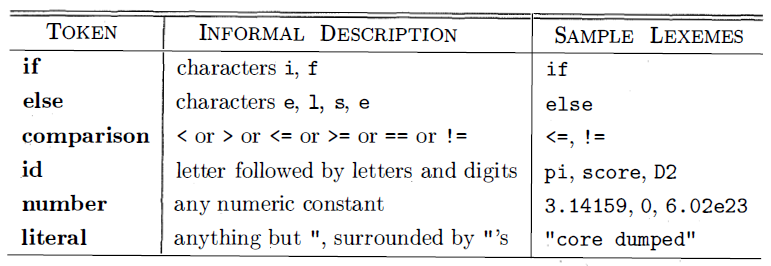 TOKEN INFORMAL DESCRIPTION SAMPLE LEXEMES
if characters i, f if
else characters e, l, s, e else
comparison < or > or <= or >= or == or != <=, !=
id letter followed by letters and digits pi, score, D2
number any numeric constant 3.14159, 0, 6.02e23
literal anything but ", surrounded by "'s "core dumped"